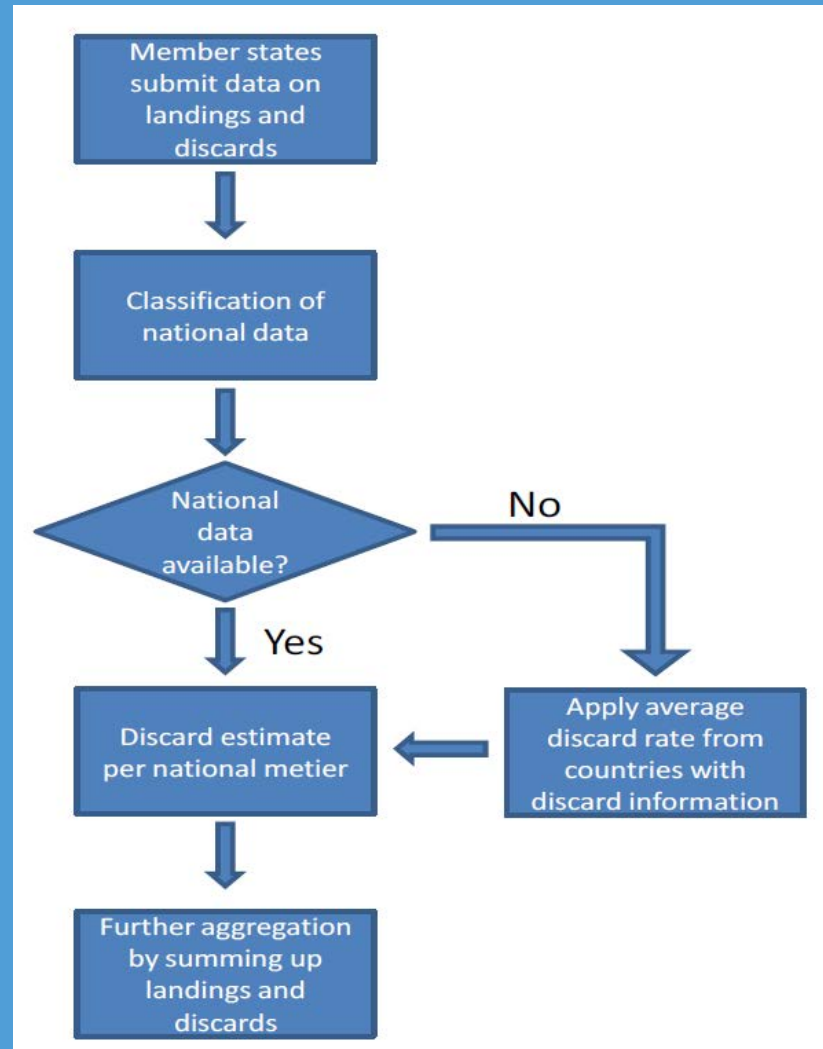 Member states
submit data on
landings and
discards
Classification of
national data
National
data
available?
No
Yes
Discard estimate
per national metier
Apply average
discard rate from
countries with
discard information
Further aggregation
by summing up
landings and
discards